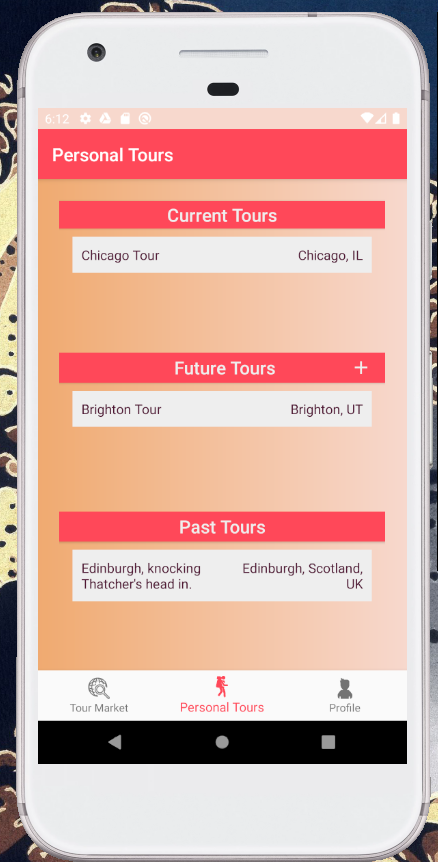 6:12
Personal Tours
Current Tours
Chicago Tour
Chicago, IL
Future Tours +
Brighton Tour
Brighton, UT
Past Tours
Edinburgh, knocking
Thatcher's head in.
Edinburgh, Scotland,
UK
Tour Market
Personal Tours
Profile